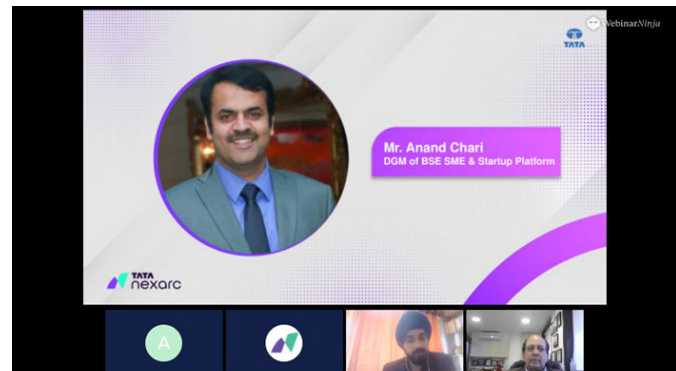 WebinarNinja
TATA
Mr. Anand Chari
DGM of BSE SME & Startup Platform
TATA
nexarc
A